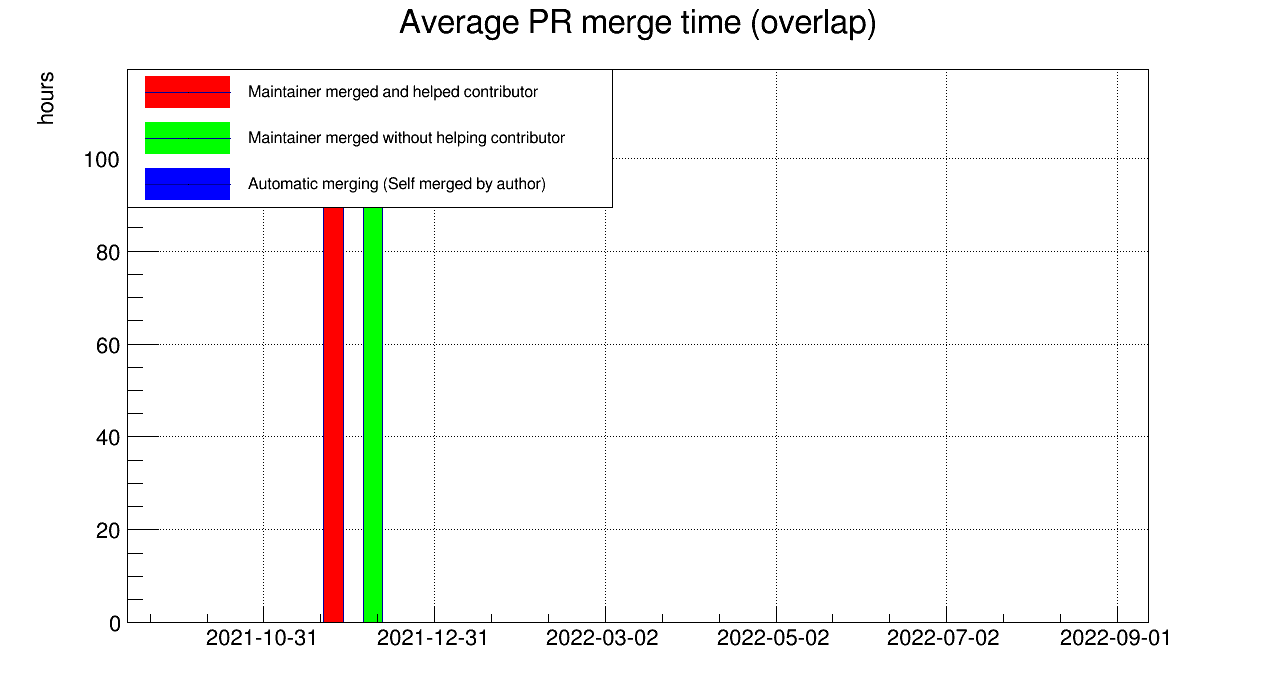 Average PR merge time (overlap)
hours
Maintainer merged and helped contributor
Maintainer merged without helping contributor
Automatic merging (Self merged by author)
100
80
60
40
20
0
2021-10-31
2021-12-31
2022-03-02
2022-05-02
2022-07-02
2022-09-01